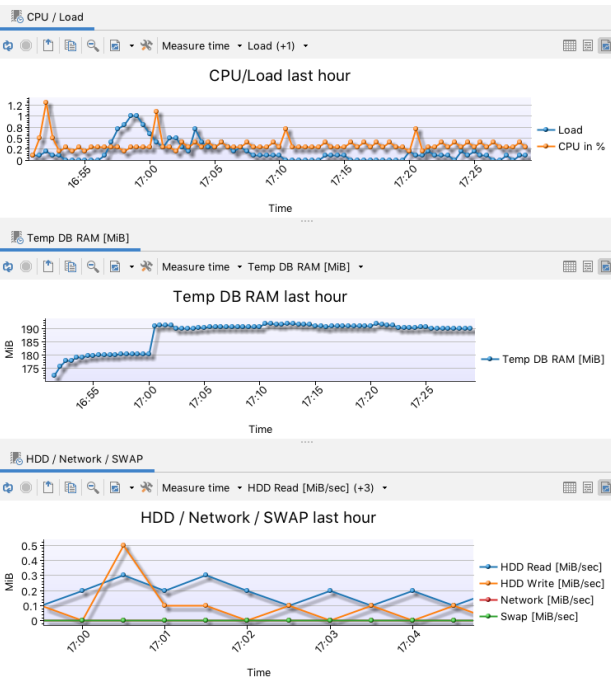 CPU / Load
Measure time Load (+1)
CPU/Load last hour
1.2
1
0.8
0.5
0.2
0
16:55
17:00
17:05
17:10
17:15
17:20
17:25
Time
Load
CPU in %
Temp DB RAM [MiB]
Measure time Temp DB RAM [MiB]
Temp DB RAM last hour
MiB
190
185
180
175
16:55
17:00
17:05
17:10
17:15
17:20
17:25
Time
Temp DB RAM [MiB]
HDD / Network / SWAP
Measure time HDD Read [MiB/sec] (+3)
HDD / Network / SWAP last hour
MiB
0.5
0.4
0.3
0.2
0.1
0
17:00
17:01
17:02
17:03
17:04
Time
HDD Read [MiB/sec]
HDD Write [MiB/sec]
Network [MiB/sec]
Swap [MiB/sec]